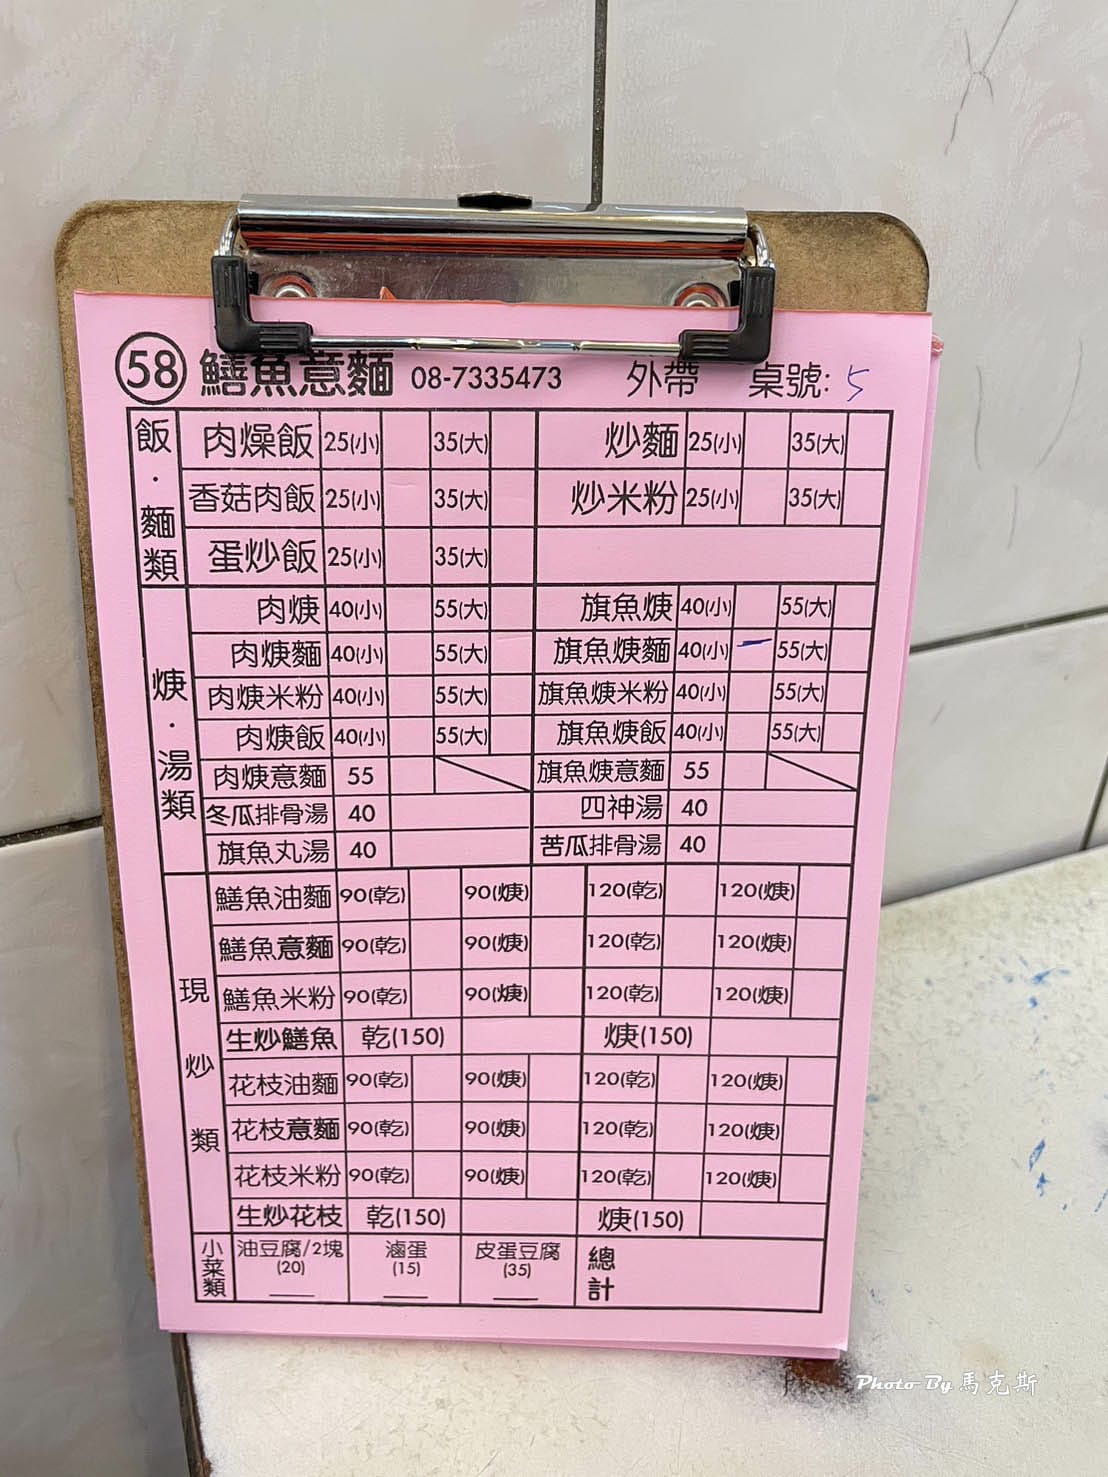 58 鱔魚意麵 08-7335473 外帶 桌號: 5
飯・麵類
肉燥飯 25(小) 35(大) 炒麵 25(小) 35(大)
香菇肉飯 25(小) 35(大) 炒米粉 25(小) 35(大)
蛋炒飯 25(小) 35(大)
焿・湯類
肉焿 40(小) 55(大) 旗魚焿 40(小) 55(大)
肉焿麵 40(小) 55(大) 旗魚焿麵 40(小) 55(大)
肉焿米粉 40(小) 55(大) 旗魚焿米粉 40(小) 55(大)
肉焿飯 40(小) 55(大) 旗魚焿飯 40(小) 55(大)
肉焿意麵 55 旗魚焿意麵 55
冬瓜排骨湯 40 四神湯 40
旗魚丸湯 40 苦瓜排骨湯 40
現炒類
鱔魚油麵 90(乾) 90(焿) 120(乾) 120(焿)
鱔魚意麵 90(乾) 90(焿) 120(乾) 120(焿)
鱔魚米粉 90(乾) 90(焿) 120(乾) 120(焿)
生炒鱔魚 乾(150) 焿(150)
花枝油麵 90(乾) 90(焿) 120(乾) 120(焿)
花枝意麵 90(乾) 90(焿) 120(乾) 120(焿)
花枝米粉 90(乾) 90(焿) 120(乾) 120(焿)
生炒花枝 乾(150) 焿(150)
小菜類
油豆腐/2塊 滷蛋 皮蛋豆腐 總計
(20) (15) (35)
Photo By 馬克斯